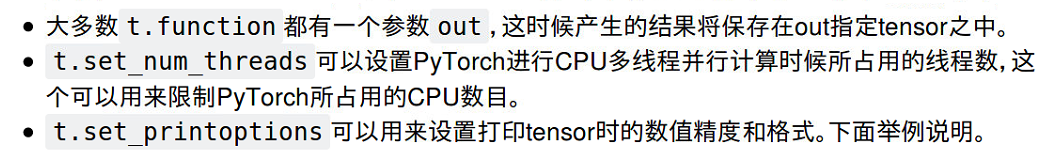 • 大多数 t.function 都有一个参数 out ，这时候产生的结果将保存在out指定tensor之中。
• t.set_num_threads 可以设置PyTorch进行CPU多线程并行计算时候所占用的线程数，这
个可以用来限制PyTorch所占用的CPU数目。
• t.set_printoptions 可以用来设置打印tensor时的数值精度和格式。下面举例说明。